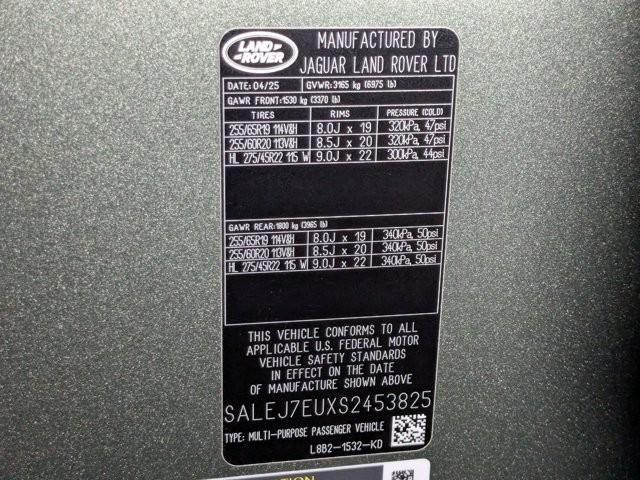 LAND ROVER
MANUFACTURED BY
JAGUAR LAND ROVER LTD
DATE: 04/25 GVWR: 3165 kg (6975 lb)
GAWR FRONT: 1530 kg (3370 lb)
TIRES RIMS PRESSURE (COLD)
255/65R19 114V&H 8.0J x 19 320kPa, 47psi
255/60R20 113V&H 8.5J x 20 320kPa, 47psi
HL 275/45R22 115 W 9.0J x 22 300kPa, 44psi
GAWR REAR: 1800 kg (3965 lb)
255/65R19 114V&H 8.0J x 19 340kPa, 50psi
255/60R20 113V&H 8.5J x 20 340kPa, 50psi
HL 275/45R22 115 W 9.0J x 22 340kPa, 50psi
THIS VEHICLE CONFORMS TO ALL
APPLICABLE U.S. FEDERAL MOTOR
VEHICLE SAFETY STANDARDS
IN EFFECT ON THE DATE
OF MANUFACTURE SHOWN ABOVE
SALEJ7EUXS2453825
TYPE: MULTI-PURPOSE PASSENGER VEHICLE
L8B2-1532-KD